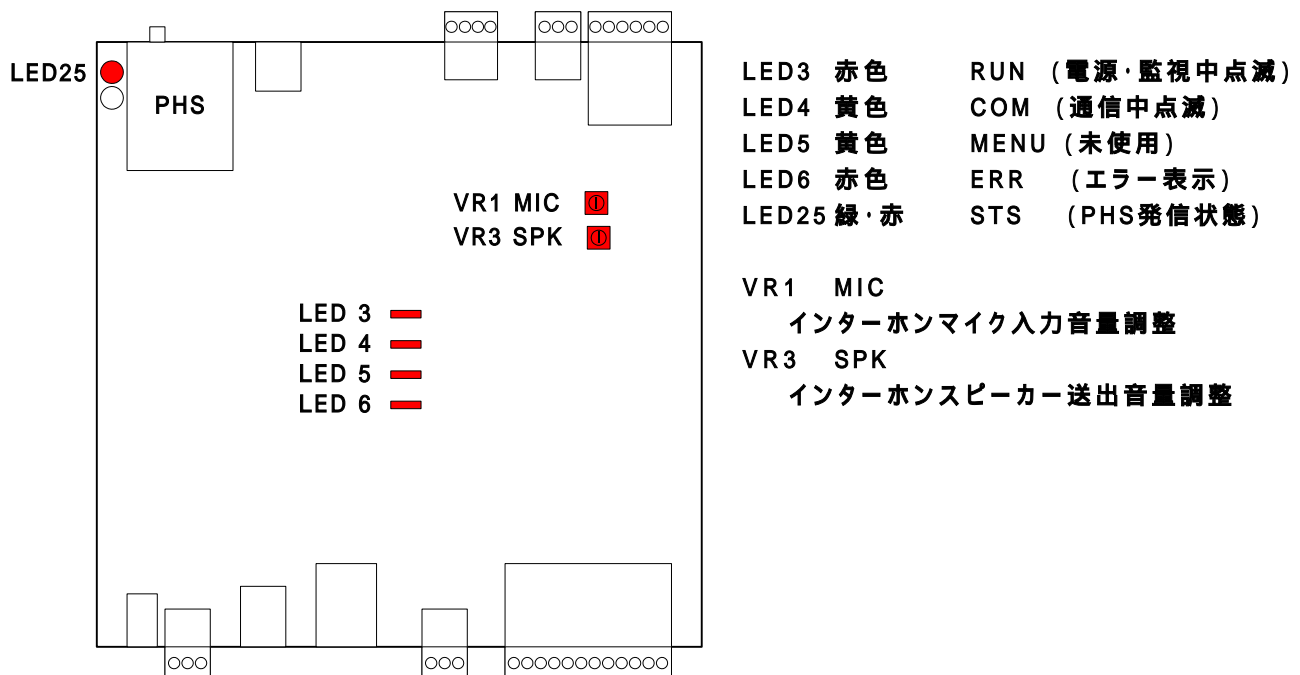 LED25
PHS
VR1 MIC
VR3 SPK
LED 3
LED 4
LED 5
LED 6
LED3 赤色 RUN (電源・監視中点滅)
LED4 黄色 COM (通信中点滅)
LED5 黄色 MENU (未使用)
LED6 赤色 ERR (エラー表示)
LED25 緑・赤 STS (PHS発信状態)
VR1 MIC
インターホンマイク入力音量調整
VR3 SPK
インターホンスピーカー送出音量調整